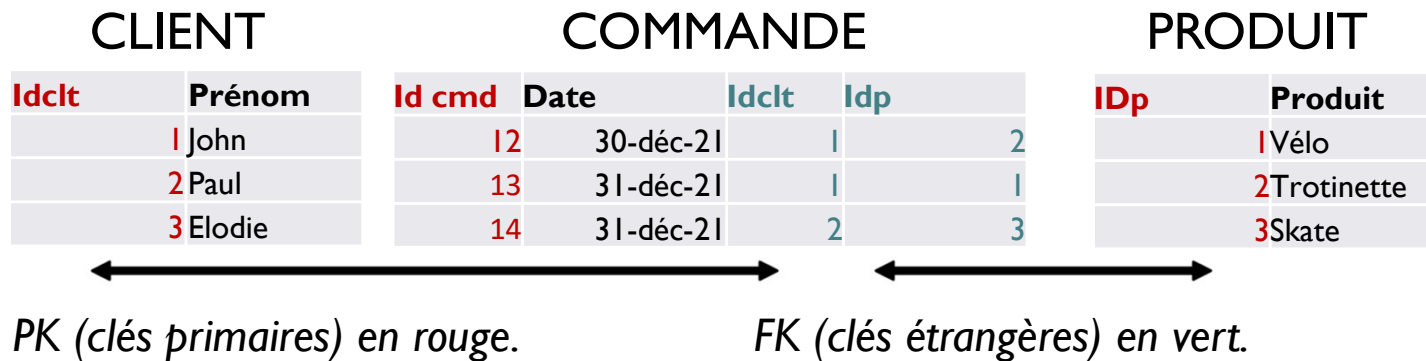 CLIENT COMMANDE PRODUIT
Idclt Prénom Id cmd Date Idclt Idp IDp Produit
1 John 12 30-déc-21 1 2 1 Vélo
2 Paul 13 31-déc-21 1 1 2 Trotinette
3 Elodie 14 31-déc-21 2 3 3 Skate
PK (clés primaires) en rouge. FK (clés étrangères) en vert.